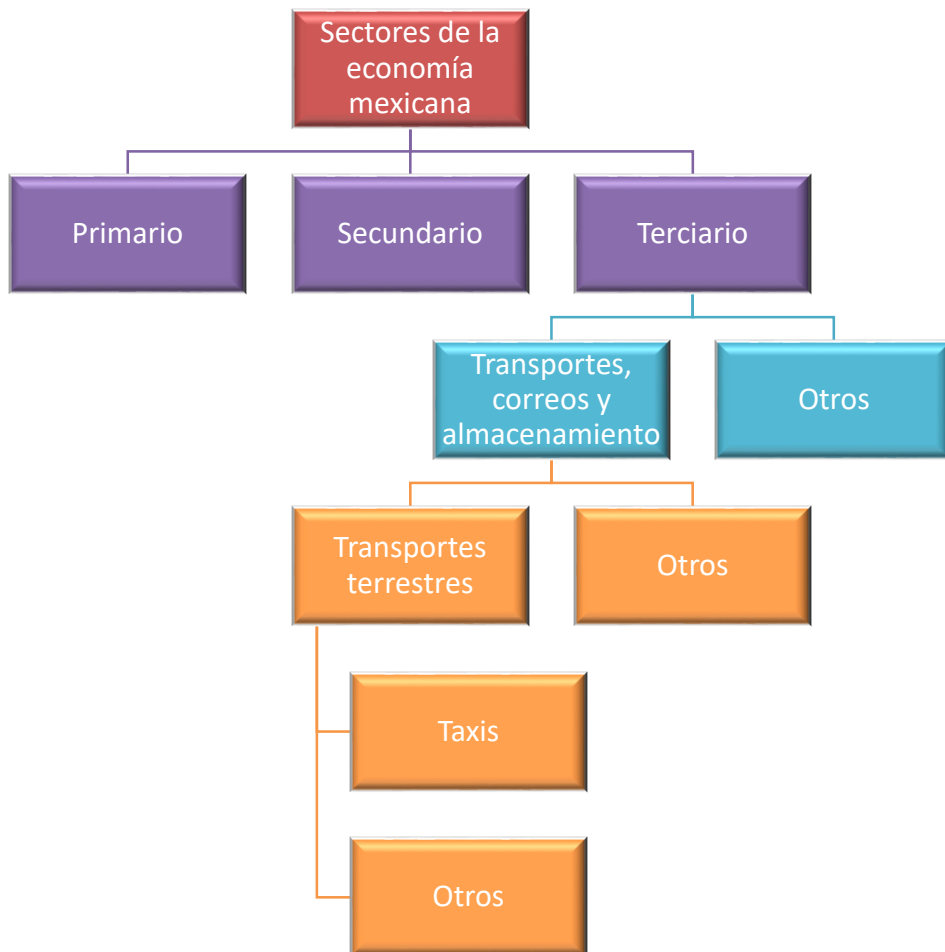 Sectores de la
economía
mexicana
Primario
Secundario
Terciario
Transportes,
correos y
almacenamiento
Otros
Transportes
terrestres
Otros
Taxis
Otros